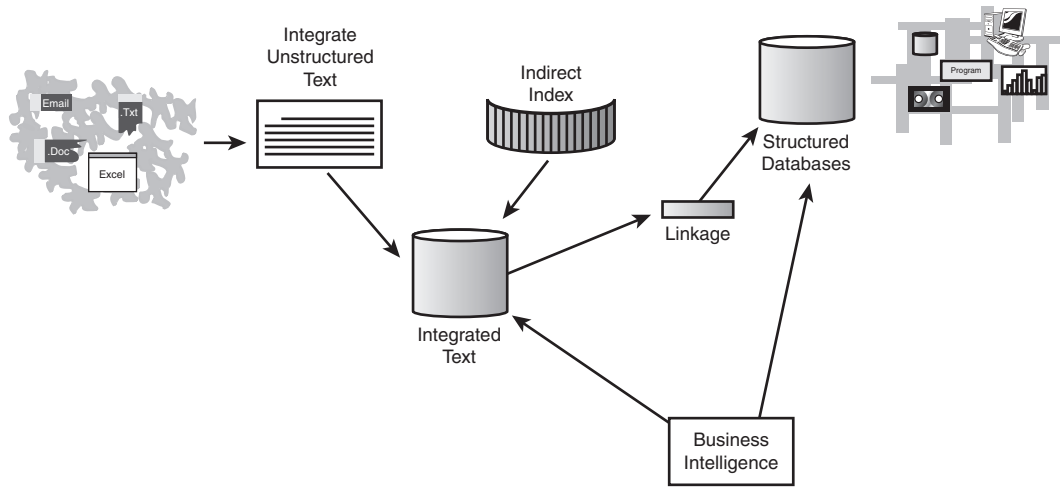 Integrate
Unstructured
Text
Indirect
Index
Email
.Txt
.Doc
Excel
Program
Structured
Databases
Linkage
Integrated
Text
Business
Intelligence